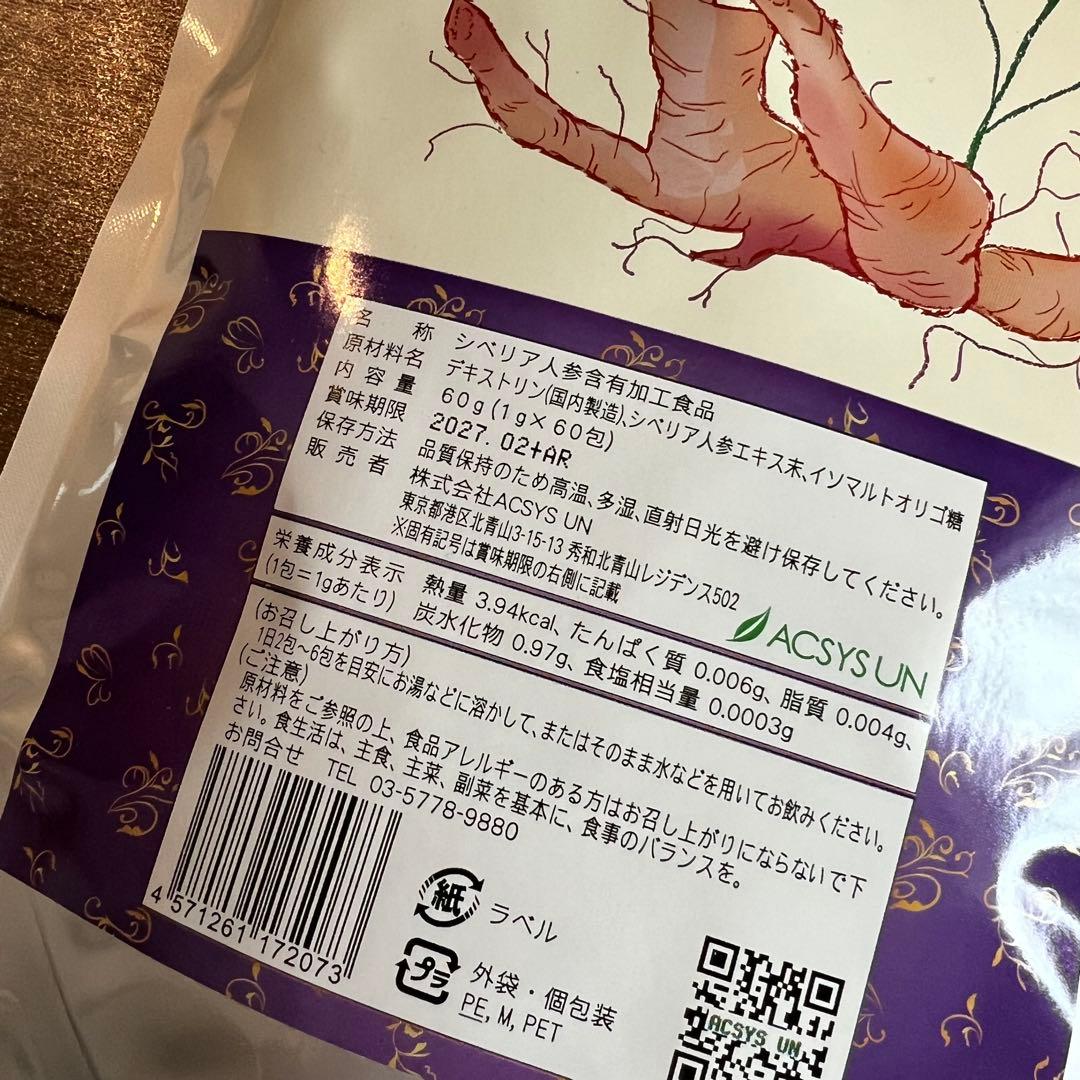 名称 シベリア人参含有加工食品
原材料名 デキストリン(国内製造)、シベリア人参エキス末、イソマルトオリゴ糖
内容量 60g(1g×60包)
賞味期限 2027.02+AR
保存方法 品質保持のため高温、多湿、直射日光を避け保存してください。
販売者 株式会社ACSYS UN
東京都港区北青山3-15-13 秀和北青山レジデンス502
※固有記号は賞味期限の右側に記載
ACSYS UN
栄養成分表示 熱量 3.94kcal、たんぱく質 0.006g、脂質 0.004g、
(1包=1gあたり) 炭水化物 0.97g、食塩相当量 0.0003g
(お召し上がり方)
1日2包~6包を目安にお湯などに溶かして、またはそのまま水などを用いてお飲みください。
(ご注意)
原材料をご参照の上、食品アレルギーのある方はお召し上がりにならないで下
さい。食生活は、主食、主菜、副菜を基本に、食事のバランスを。
お問合せ TEL 03-5778-9880
4 571261 172073
紙 ラベル
プラ 外袋・個包装
PE, M, PET
ACSYS UN